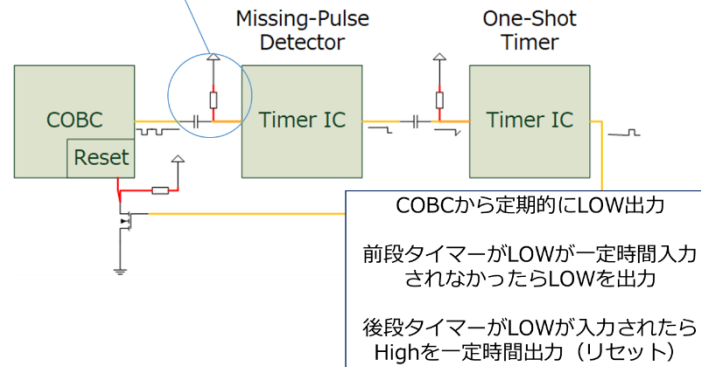 Missing-Pulse
Detector
One-Shot
Timer
COBC
Reset
Timer IC
Timer IC
COBCから定期的にLOW出力
前段タイマーがLOWが一定時間入力
されなかったらLOWを出力
後段タイマーがLOWが入力されたら
Highを一定時間出力（リセット）